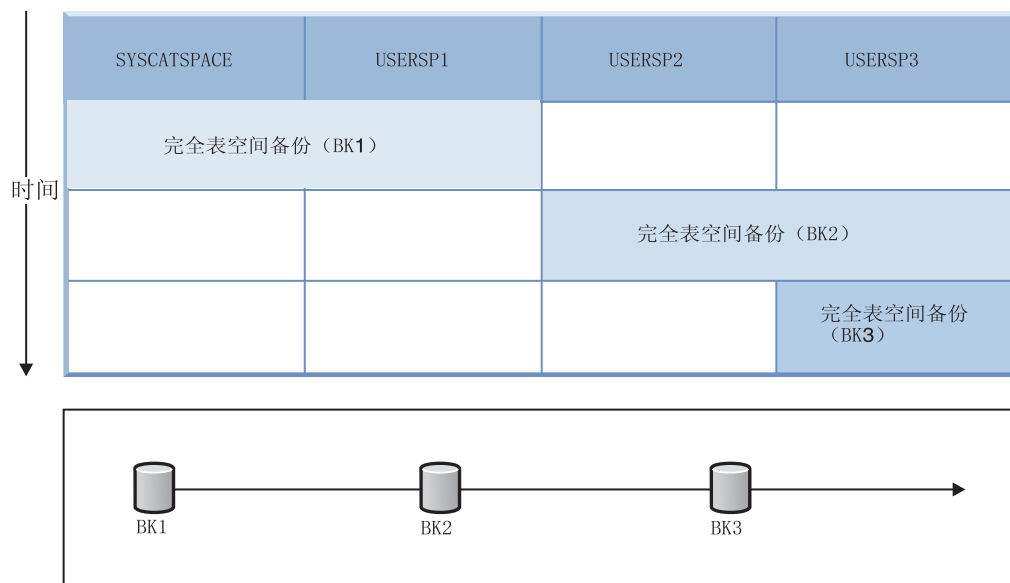 SYSCATSPACE
USERSP1
USERSP2
USERSP3
完全表空间备份（BK1）
时间
完全表空间备份（BK2）
完全表空间备份
（BK3）
BK1
BK2
BK3